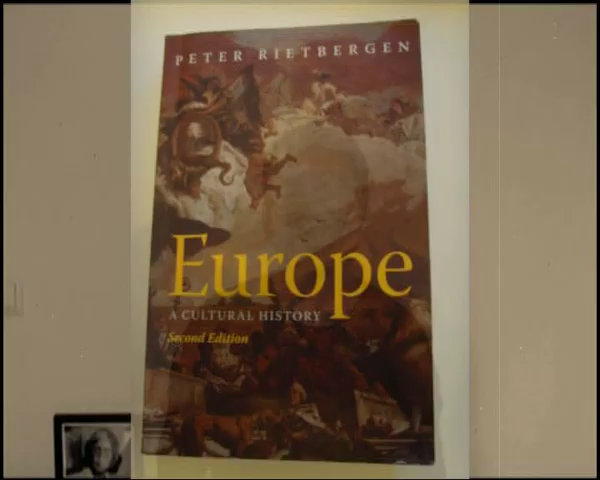 PETER RIETBERGEN
Europe
A CULTURAL HISTORY
Second Edition